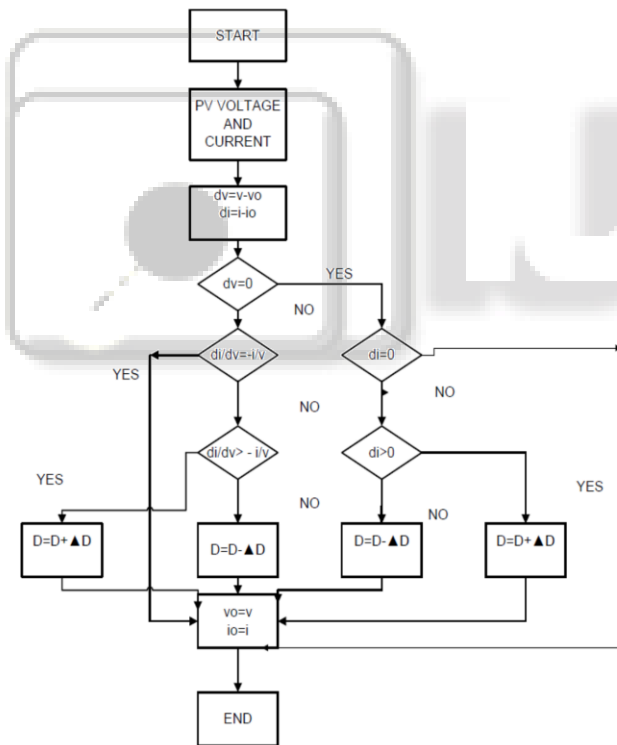 START
PV VOLTAGE
AND
CURRENT
dv=v-vo
di=i-io
dv=0
YES
NO
di/dv=-i/v
di=0
YES
NO
NO
di/dv> - i/v
di>0
YES
YES
NO
NO
D=D+▲D
D=D-▲D
D=D-▲D
D=D+▲D
vo=v
io=i
END